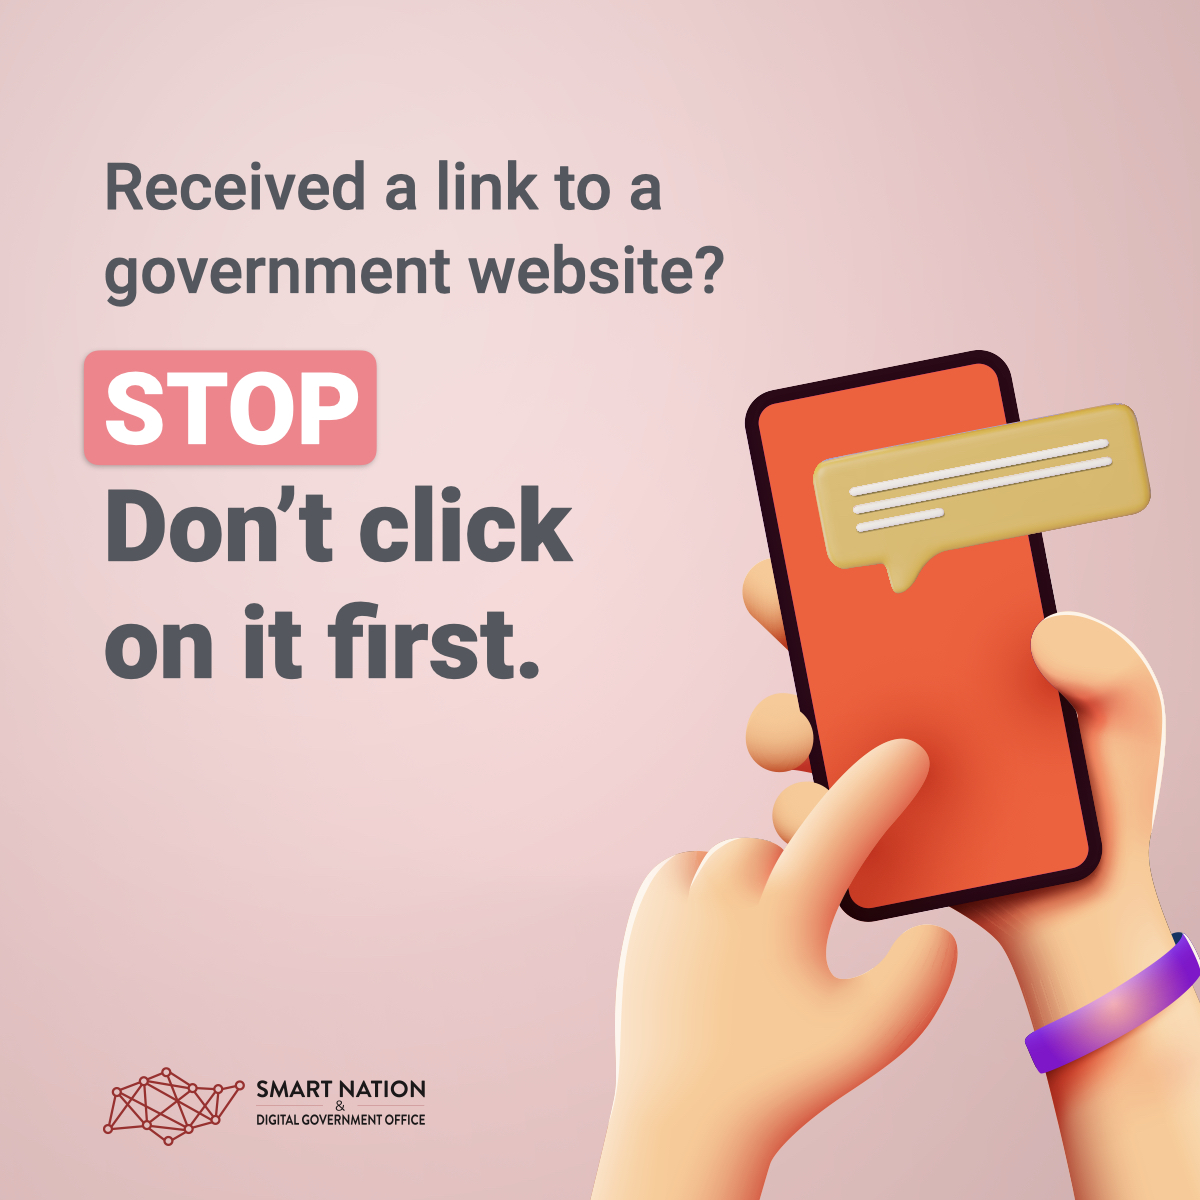 Received a link to a
government website?
STOP
Don’t click
on it first.
SMART NATION
&
DIGITAL GOVERNMENT OFFICE